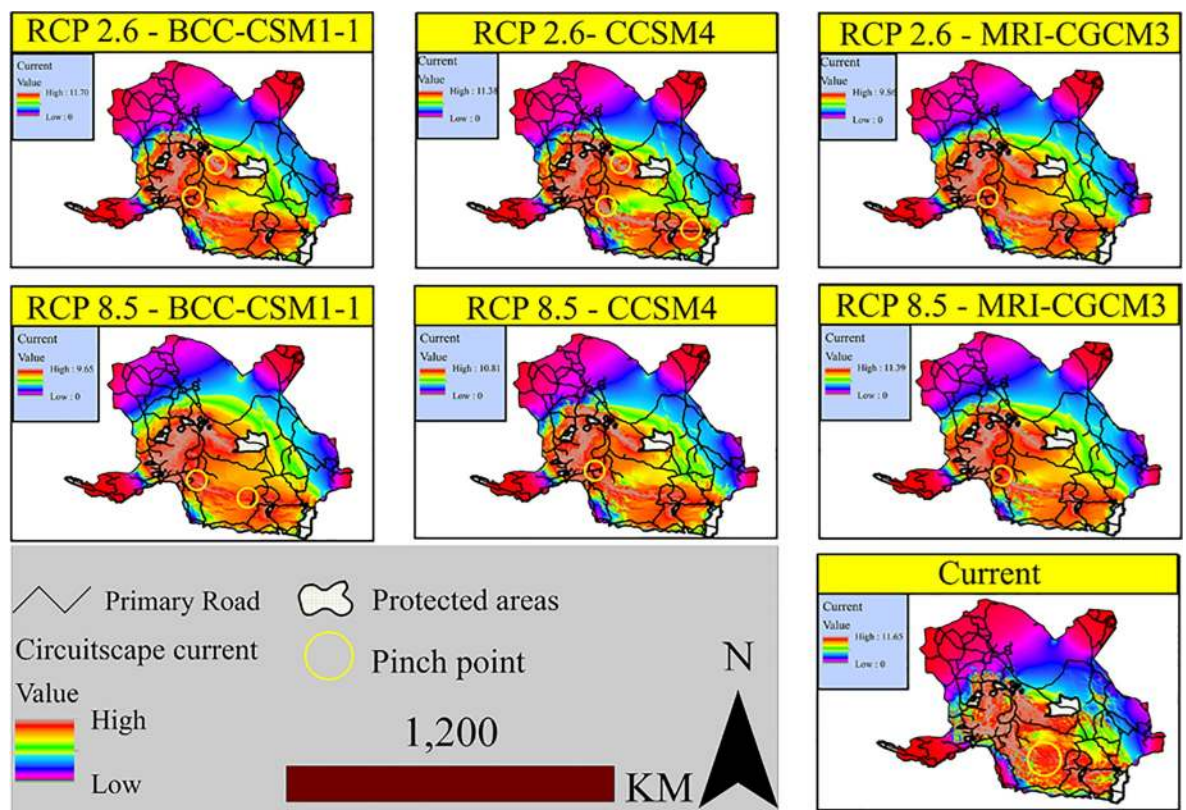 RCP 2.6 - BCC-CSM1-1
Current
Value
High : 11.70
Low : 0
RCP 2.6- CCSM4
Current
Value
High : 11.38
Low : 0
RCP 2.6 - MRI-CGCM3
Current
Value
High : 9.86
Low : 0
RCP 8.5 - BCC-CSM1-1
Current
Value
High : 9.65
Low : 0
RCP 8.5 - CCSM4
Current
Value
High : 10.81
Low : 0
RCP 8.5 - MRI-CGCM3
Current
Value
High : 11.39
Low : 0
Primary Road
Protected areas
Circuitscape current
Pinch point
Value
High
Low
1,200
KM
N
Current
Current
Value
High : 11.65
Low : 0